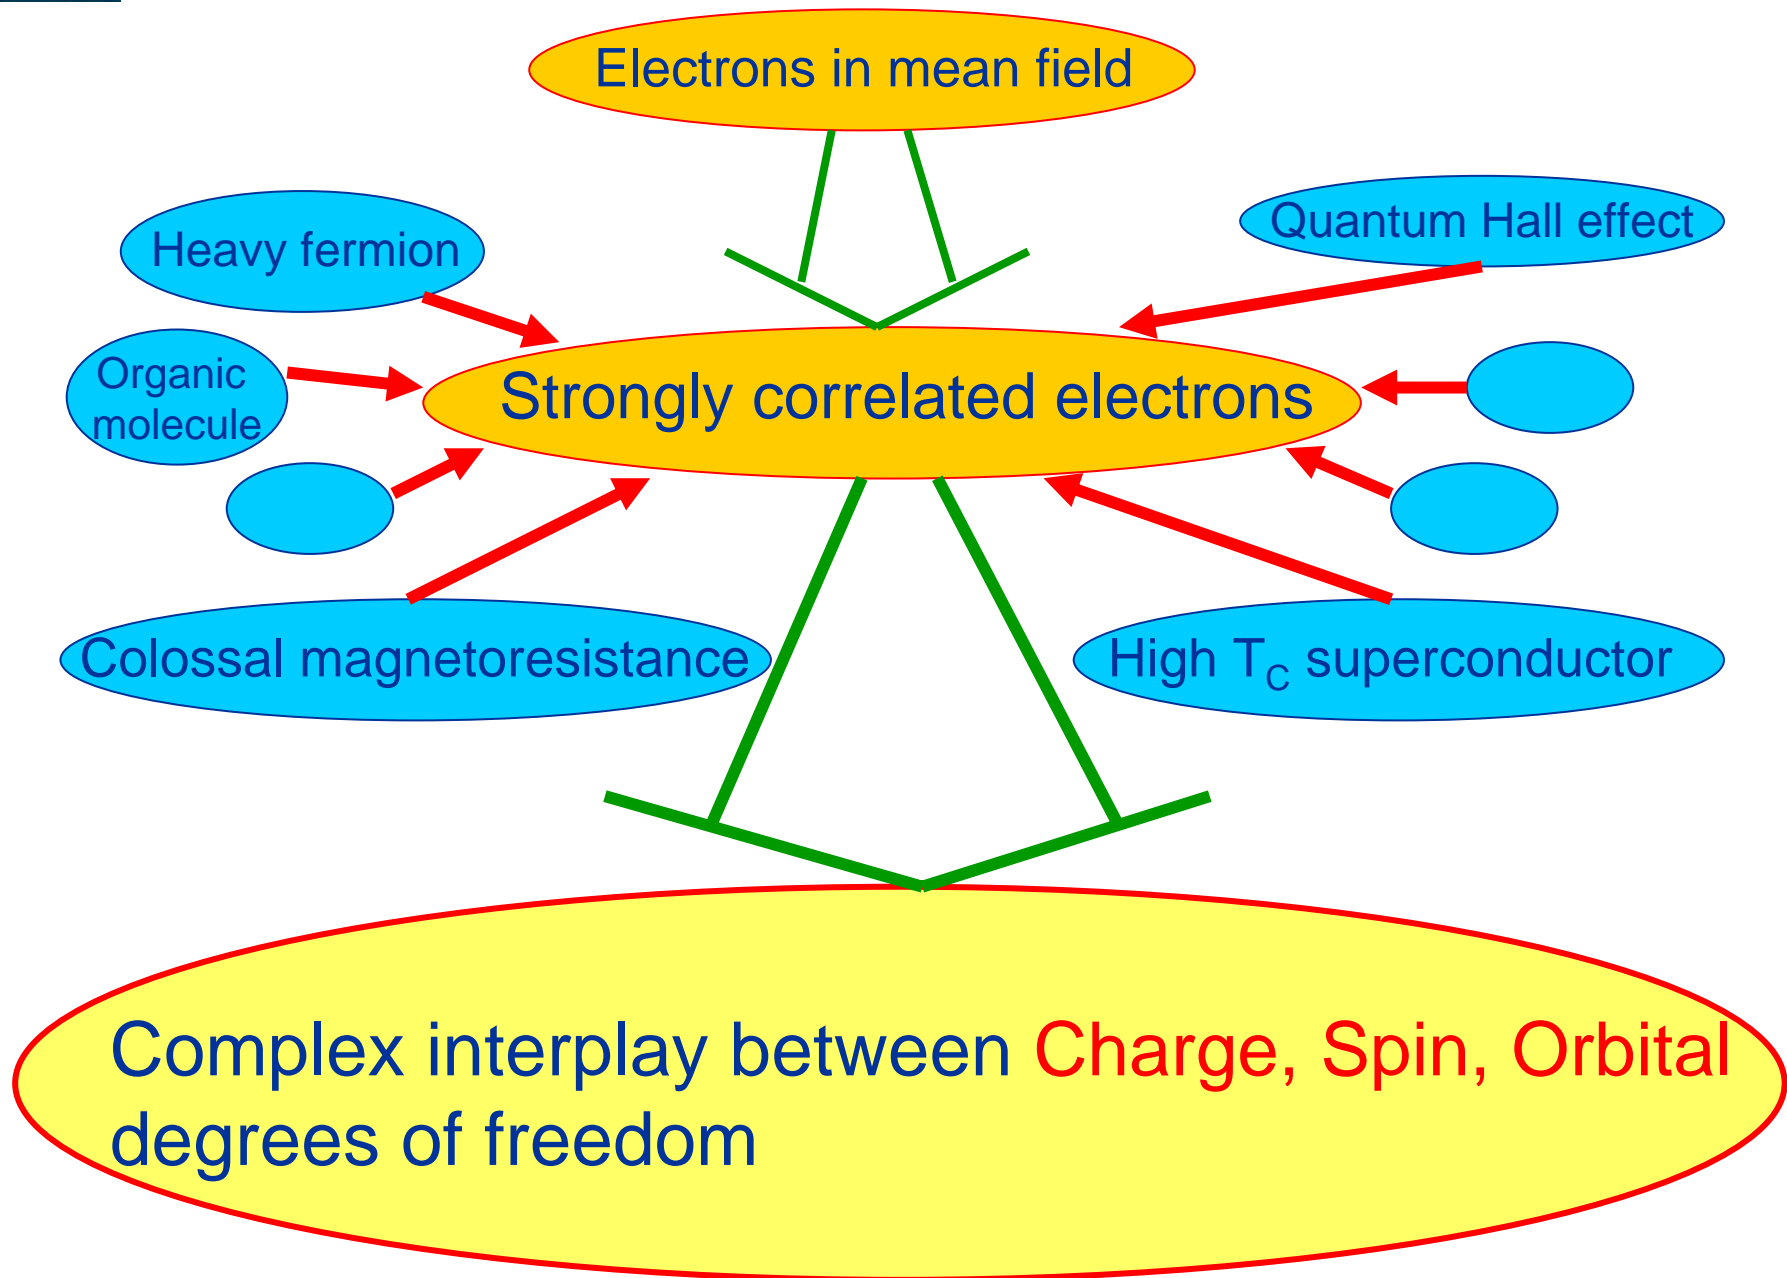 Electrons in mean field
Quantum Hall effect
Heavy fermion
Organic
molecule
Strongly correlated electrons
Colossal magnetoresistance
High T_C superconductor
Complex interplay between Charge, Spin, Orbital
degrees of freedom